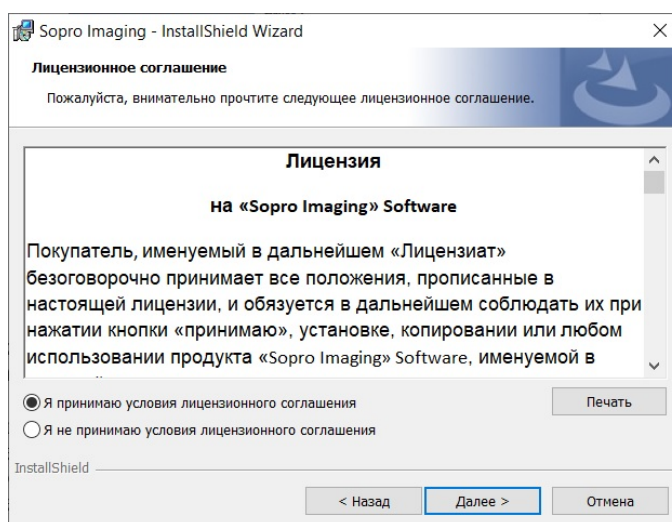 Sopro Imaging - InstallShield Wizard
Лицензионное соглашение
Пожалуйста, внимательно прочтите следующее лицензионное соглашение.
Лицензия
на «Sopro Imaging» Software
Покупатель, именуемый в дальнейшем «Лицензиат»
безоговорочно принимает все положения, прописанные в
настоящей лицензии, и обязуется в дальнейшем соблюдать их при
нажатии кнопки «принимаю», установке, копировании или любом
использовании продукта «Sopro Imaging» Software, именуемой в
Я принимаю условия лицензионного соглашения
Печать
Я не принимаю условия лицензионного соглашения
InstallShield
< Назад
Далее >
Отмена